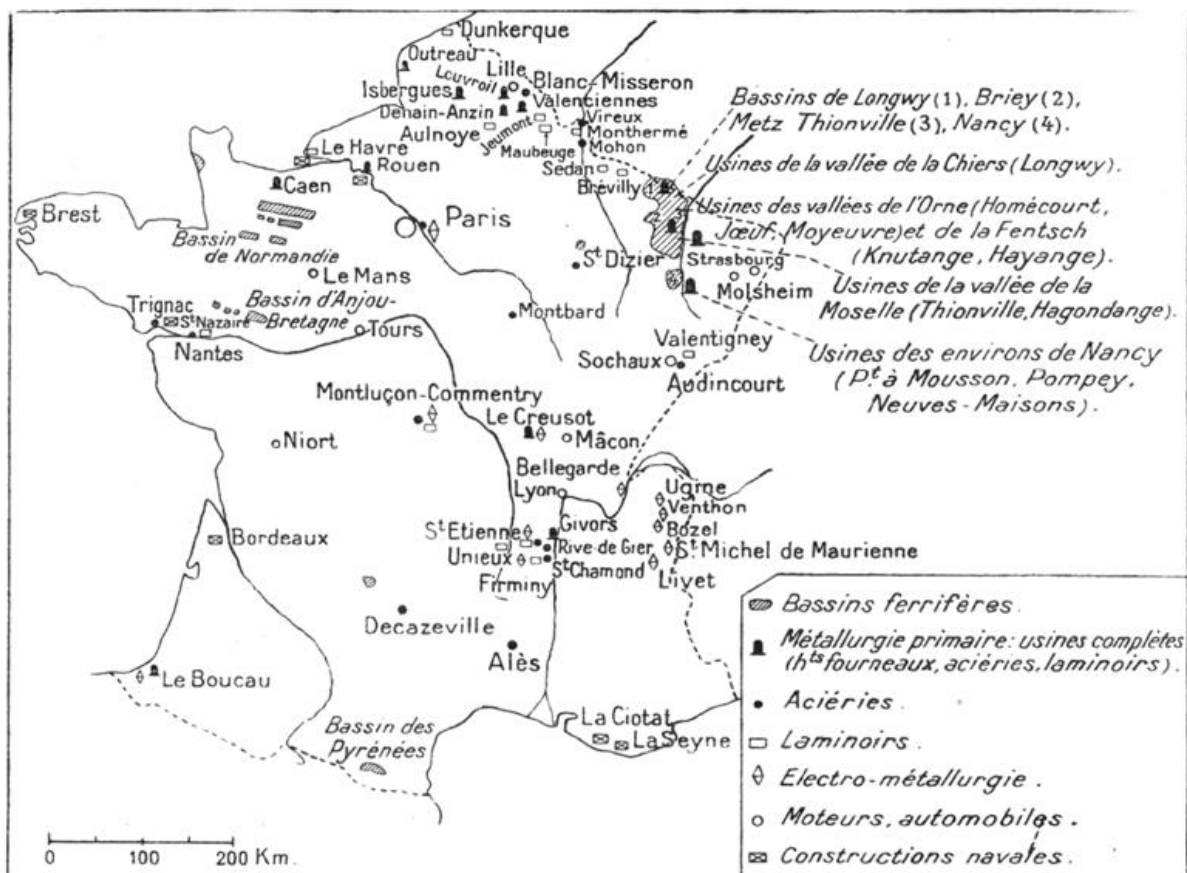 Dunkerque
Outreau
Lille
Louvroil
Blanc-Misseron
Isbergues
Valenciennes
Denain-Anzin
Vireux
Aulnoye
Jeumont
Monthermé
Maubeuge
Mohon
Sedan
Brévilly
1
3
Bassins de Longwy (1), Briey (2),
Metz Thionville (3), Nancy (4).
Usines de la vallée de la Chiers (Longwy).
Usines des vallées de l'Orne (Homécourt,
Jœuf, Moyeuvre) et de la Fentsch
(Knutange, Hayange).
Usines de la vallée de la
Moselle (Thionville, Hagondange).
Usines des environs de Nancy
(Pt à Mousson, Pompey,
Neuves-Maisons).
Le Havre
Rouen
Caen
Brest
Paris
Bassin
de Normandie
Le Mans
St Dizier
Strasbourg
Molsheim
Trignac
St Nazaire
Bassin d'Anjou-
Bretagne
Nantes
Tours
Montbard
Valentigney
Sochaux
Audincourt
Montluçon-Commentry
Le Creusot
Niort
Mâcon
Bellegarde
Lyon
Ugine
Venthon
Bozel
Bordeaux
St Etienne
Givors
Rive-de Gier
St Michel de Maurienne
Unieux
St Chamond
Livet
Firminy
Decazeville
Alès
Le Boucau
Bassin des
Pyrénées
La Ciotat
La Seyne
Bassins ferrifères.
Métallurgie primaire: usines complètes
(hts fourneaux, aciéries, laminoirs).
Aciéries.
Laminoirs.
Electro-métallurgie.
Moteurs, automobiles.
Constructions navales.
0 100 200 Km.